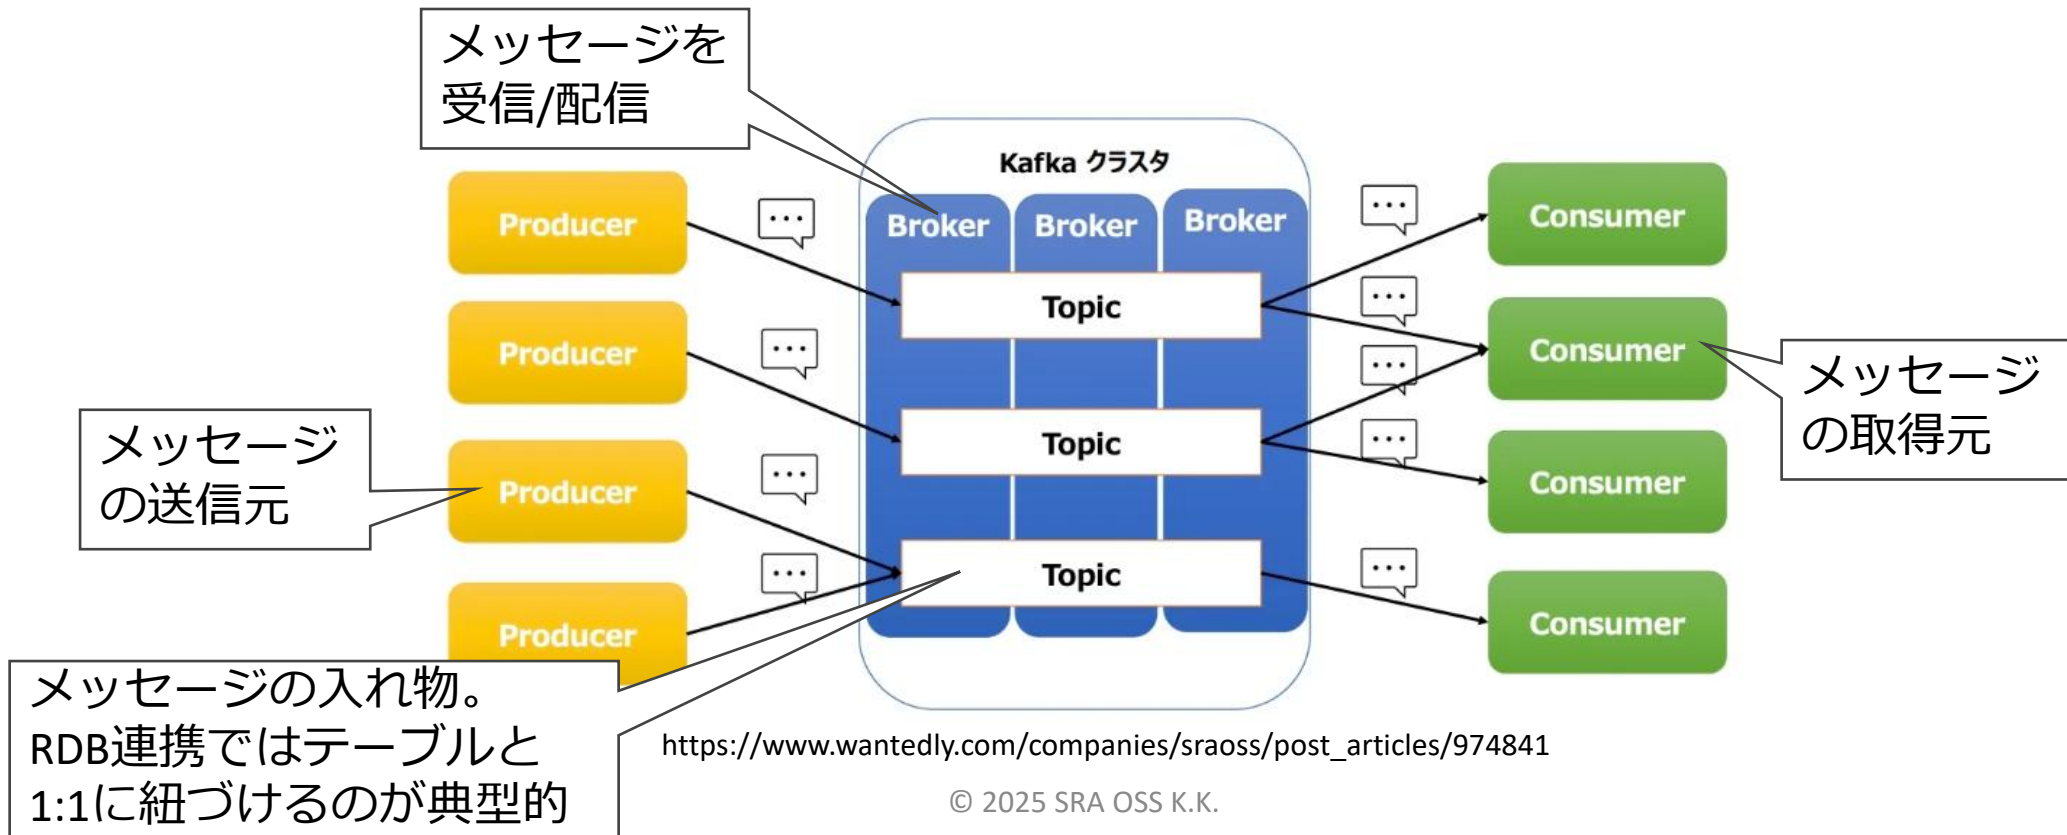 メッセージを
受信/配信
Kafka クラスタ
Producer
Broker
Broker
Broker
Consumer
Topic
Producer
Consumer
メッセージ
の取得元
メッセージ
の送信元
Topic
Producer
Consumer
Topic
Producer
Consumer
メッセージの入れ物。
RDB連携ではテーブルと
1:1に紐づけるのが典型的
https://www.wantedly.com/companies/sraoss/post_articles/974841
© 2025 SRA OSS K.K.